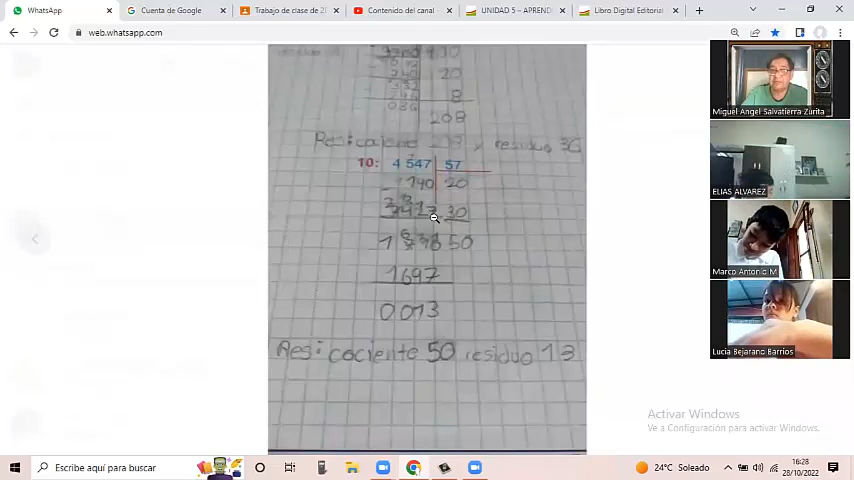 WhatsApp
Cuenta de Google
Trabajo de clase de 2
Contenido del canal
UNIDAD 5 – APREND
Libro Digital Editorial
web.whatsapp.com
20
8
208
Res: cociente 208 y residuo 36
10: 4 547 57
1140 20
30
50
1697
0013
Res: cociente 50 residuo 13
Miguel Angel Salvatierra Zurita
ELIAS ALVAREZ
Marco Antonio M
Lucia Bejarano Barrios
Activar Windows
Ve a Configuración para activar Windows.
Escribe aquí para buscar
24°C Soleado
16:28
28/10/2022